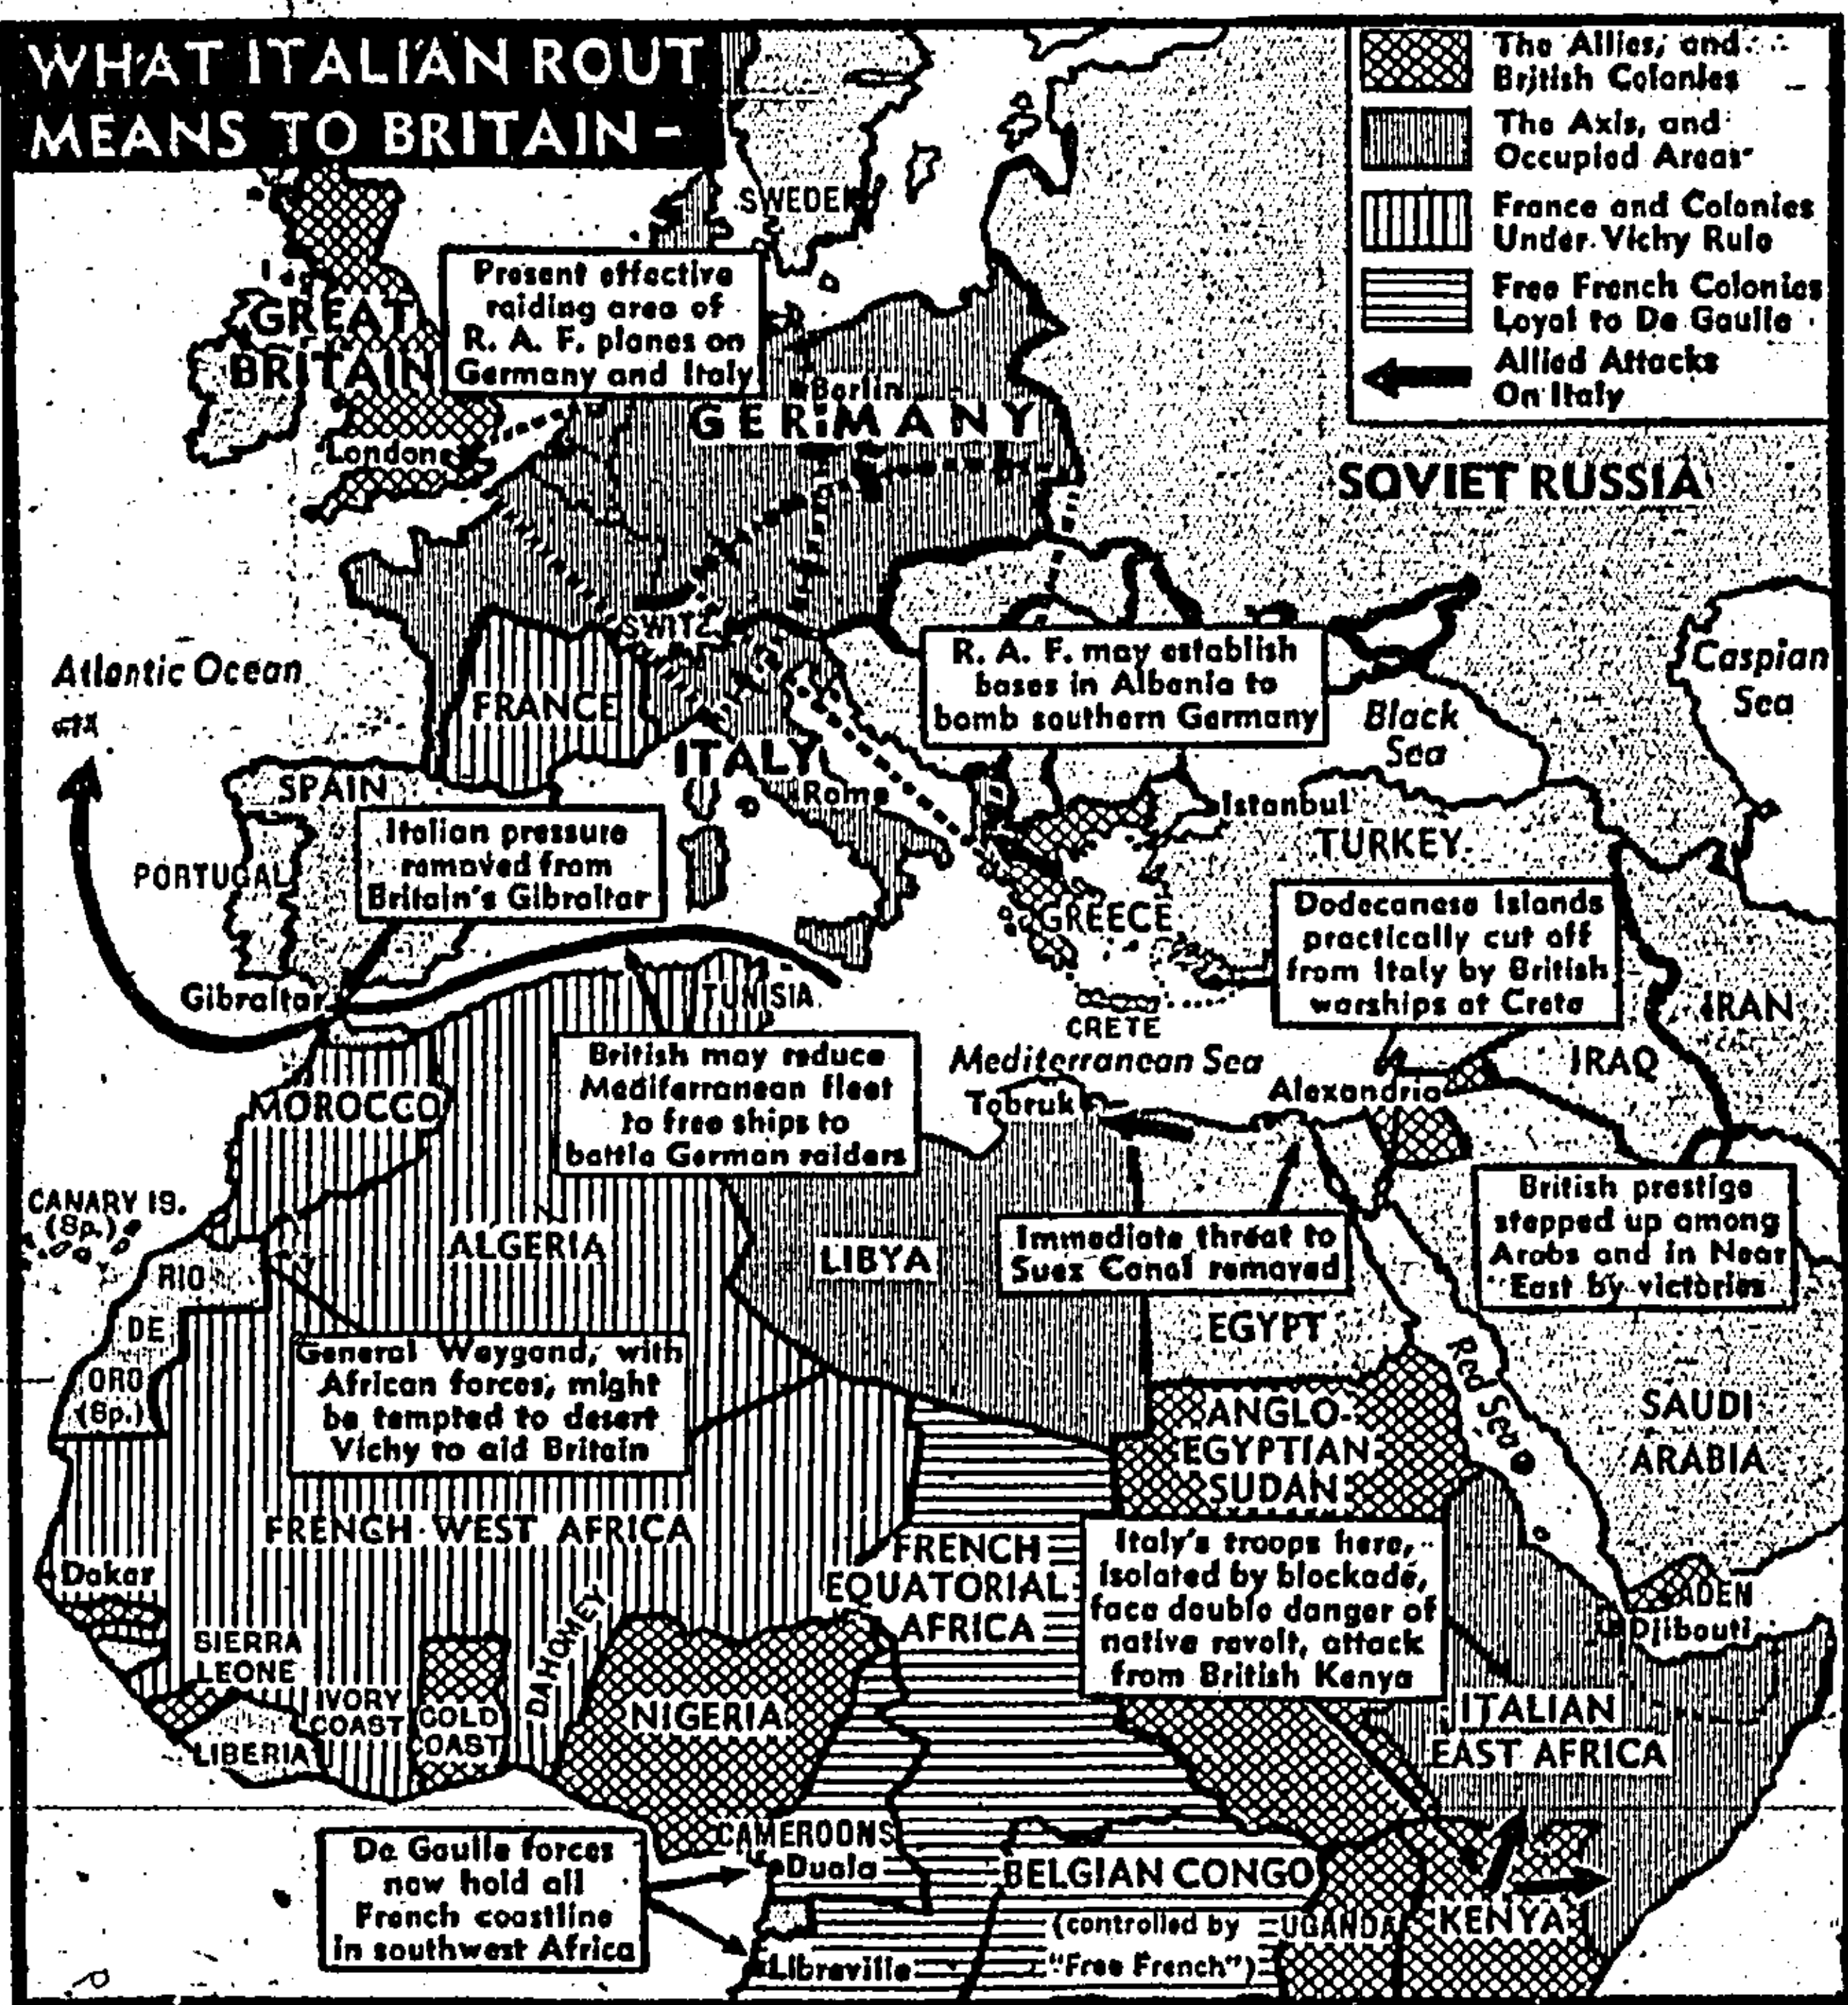 WHAT ITALIAN ROUT
MEANS TO BRITAIN-
The Allies, and
British Colonies
The Axis, and
Occupied Areas
France and Colonies
Under Vichy Rule
Free French Colonies
Loyal to De Gaulle
Allied Attacks
On Italy
SWEDEN
Present effective
raiding area of
R. A. F. planes on
Germany and Italy
GREAT
BRITAIN
London
Berlin
GERMANY
SOVIET RUSSIA
Atlantic Ocean
SWITZ.
FRANCE
R. A. F. may establish
bases in Albania to
bomb southern Germany
Black
Sea
Caspian
Sea
ITALY
Rome
SPAIN
PORTUGAL
Italian pressure
removed from
Britain's Gibraltar
Gibraltar
Istanbul
TURKEY
GREECE
Dodecanese Islands
practically cut off
from Italy by British
warships at Crete
CRETE
Mediterranean Sea
TUNISIA
British may reduce
Mediterranean fleet
to free ships to
battle German raiders
IRAN
IRAQ
MOROCCO
Tobruk
Alexandria
CANARY IS.
(Sp.)
ALGERIA
LIBYA
Immediate threat to
Suez Canal removed
British prestige
stepped up among
Arabs and in Near
East by victories
RIO
DE
ORO
(Sp.)
EGYPT
Red Sea
General Weygand, with
African forces, might
be tempted to desert
Vichy to aid Britain
ANGLO-
EGYPTIAN
SUDAN
SAUDI
ARABIA
FRENCH WEST AFRICA
Dakar
FRENCH
EQUATORIAL
AFRICA
Italy's troops here,
isolated by blockade,
face double danger of
native revolt, attack
from British Kenya
ADEN
Djibouti
SIERRA
LEONE
IVORY
COAST
GOLD
COAST
DAHOMEY
NIGERIA
LIBERIA
ITALIAN
EAST AFRICA
De Gaulle forces
now hold all
French coastline
in southwest Africa
CAMEROONS
Duala
Libreville
BELGIAN CONGO
(controlled by
"Free French")
UGANDA
KENYA